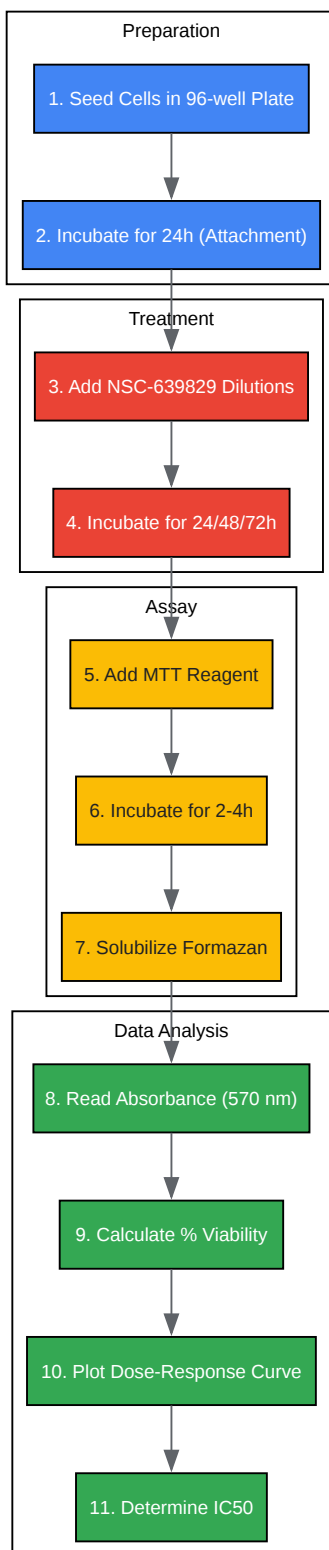 Preparation
1. Seed Cells in 96-well Plate
2. Incubate for 24h (Attachment)
Treatment
3. Add NSC-639829 Dilutions
4. Incubate for 24/48/72h
Assay
5. Add MTT Reagent
6. Incubate for 2-4h
7. Solubilize Formazan
Data Analysis
8. Read Absorbance (570 nm)
9. Calculate % Viability
10. Plot Dose-Response Curve
11. Determine IC50